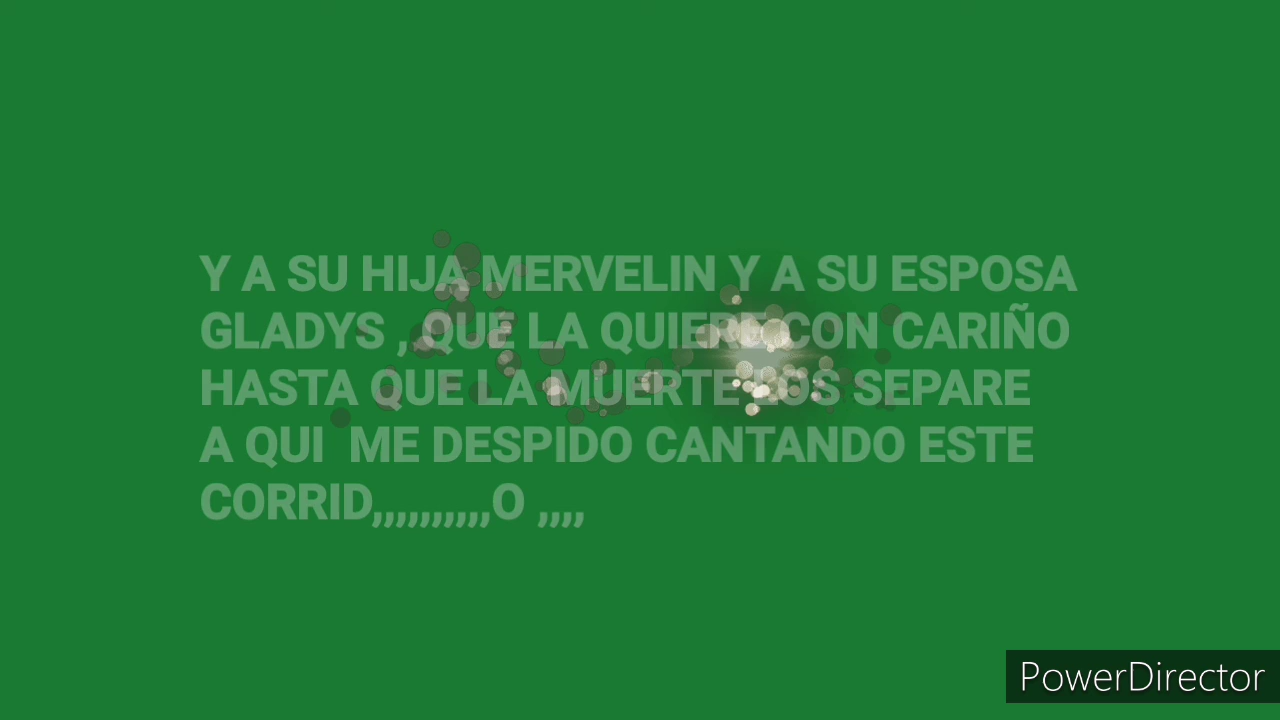 Y A SU HIJA MERVELIN Y A SU ESPOSA
GLADYS , QUE LA QUIERE CON CARIÑO
HASTA QUE LA MUERTE LOS SEPARE
A QUI ME DESPIDO CANTANDO ESTE
CORRID,,,,,,,,,,O ,,,,
PowerDirector